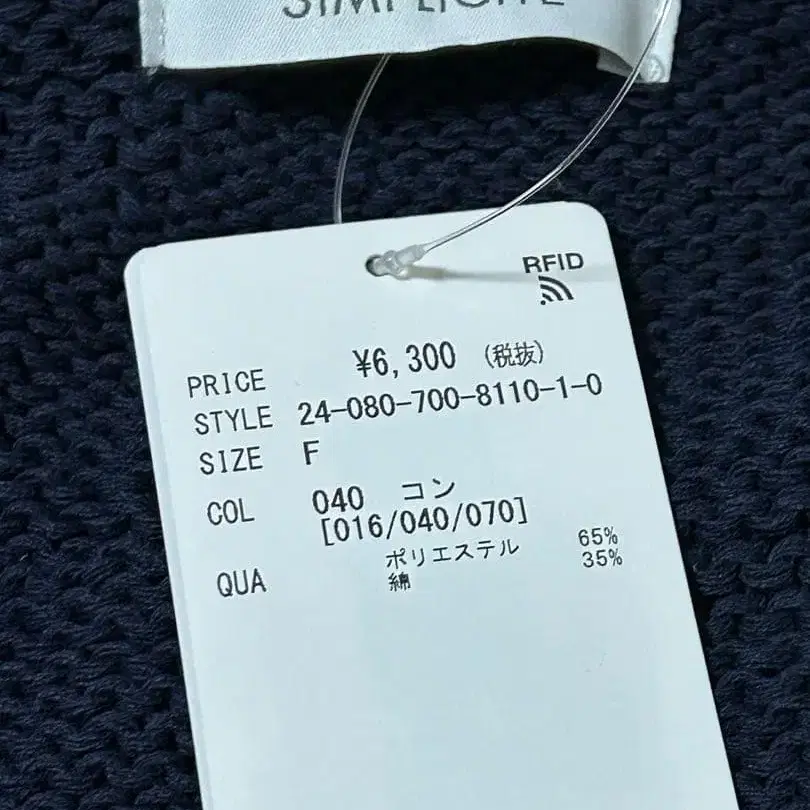 SIMPLICITE
RFID
PRICE ¥6,300 (税抜)
STYLE 24-080-700-8110-1-0
SIZE F
COL 040 コン
[016/040/070]
QUA ポリエステル 65%
綿 35%